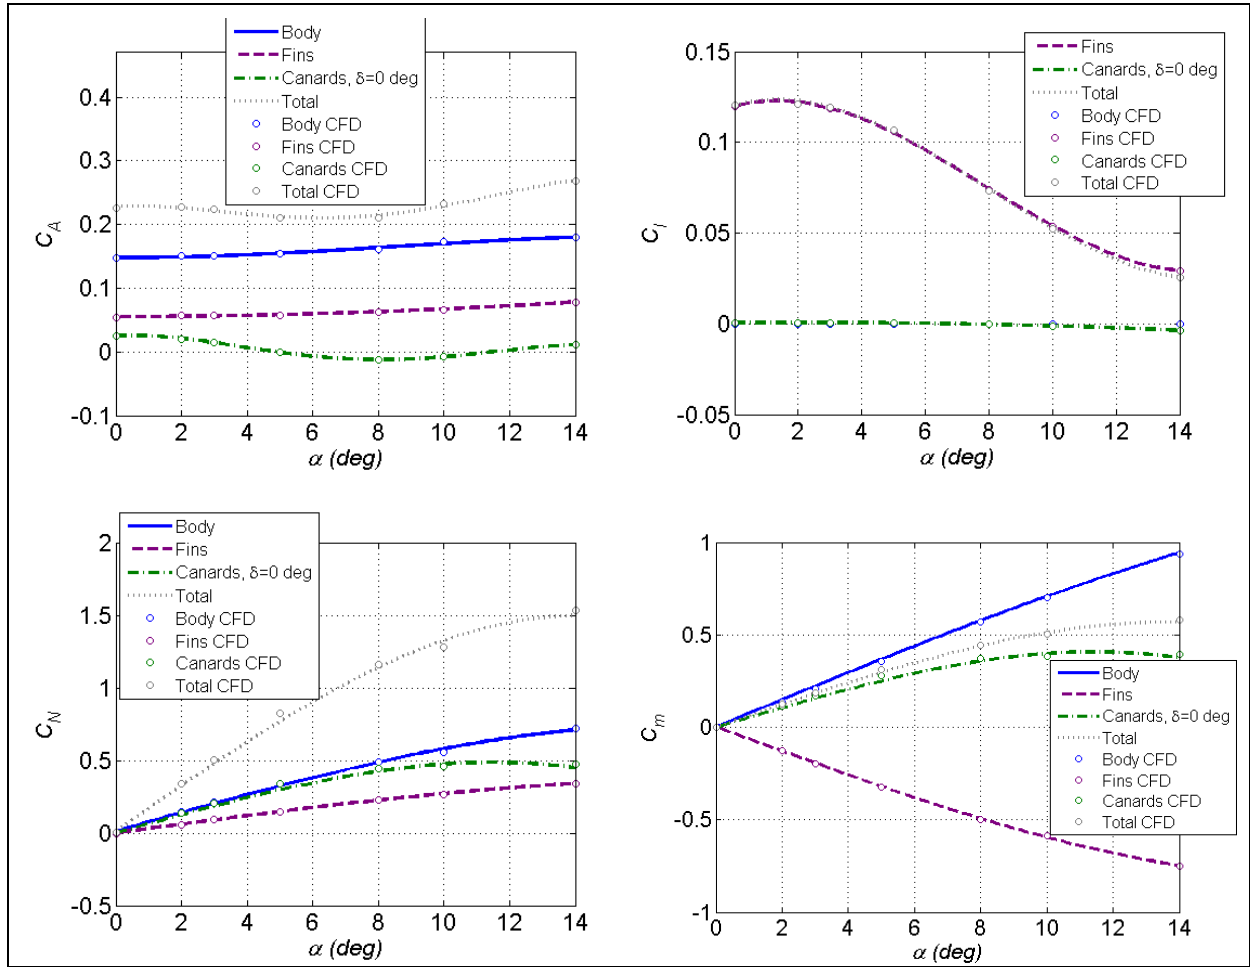 Body
Fins
Canards, δ=0 deg
Total
Body CFD
Fins CFD
Canards CFD
Total CFD
0.4
0.3
0.2
0.1
0
-0.1
C_A
0 2 4 6 8 10 12 14
α (deg)
Fins
Canards, δ=0 deg
Total
Body CFD
Fins CFD
Canards CFD
Total CFD
0.15
0.1
0.05
0
-0.05
C_l
0 2 4 6 8 10 12 14
α (deg)
Body
Fins
Canards, δ=0 deg
Total
Body CFD
Fins CFD
Canards CFD
Total CFD
2
1.5
1
0.5
0
-0.5
C_N
0 2 4 6 8 10 12 14
α (deg)
1
0.5
0
-0.5
-1
C_m
Body
Fins
Canards, δ=0 deg
Total
Body CFD
Fins CFD
Canards CFD
Total CFD
0 2 4 6 8 10 12 14
α (deg)